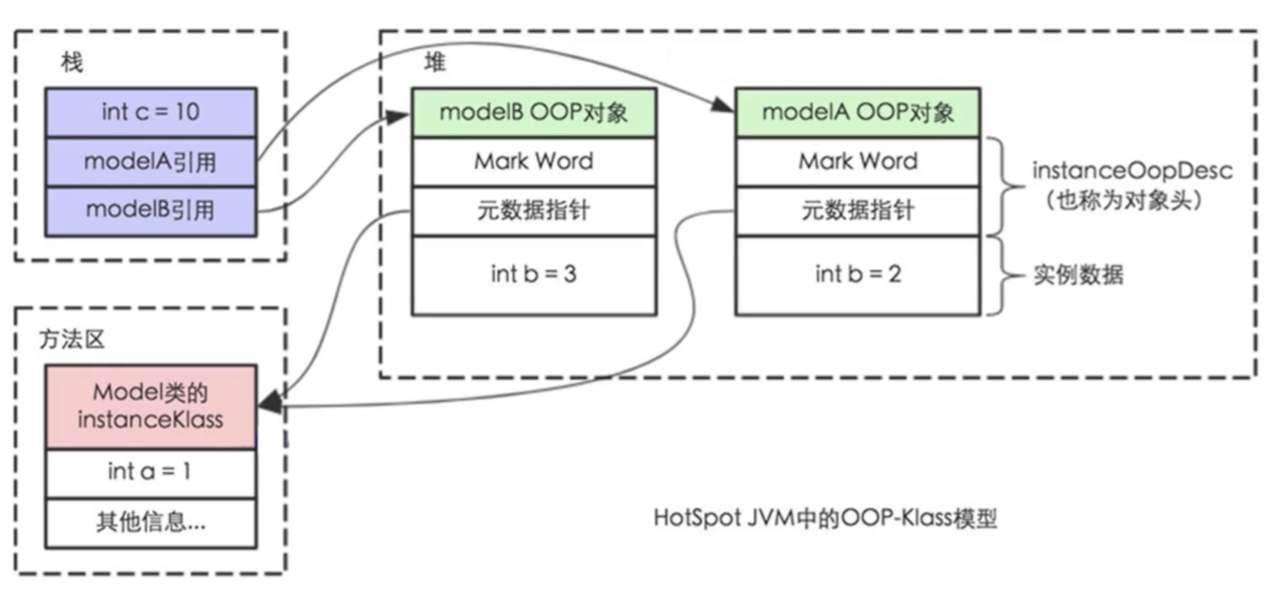 栈
int c = 10
modelA引用
modelB引用
堆
modelB OOP对象
Mark Word
元数据指针
int b = 3
modelA OOP对象
Mark Word
元数据指针
int b = 2
instanceOopDesc
（也称为对象头）
实例数据
方法区
Model类的
instanceKlass
int a = 1
其他信息...
HotSpot JVM中的OOP-Klass模型